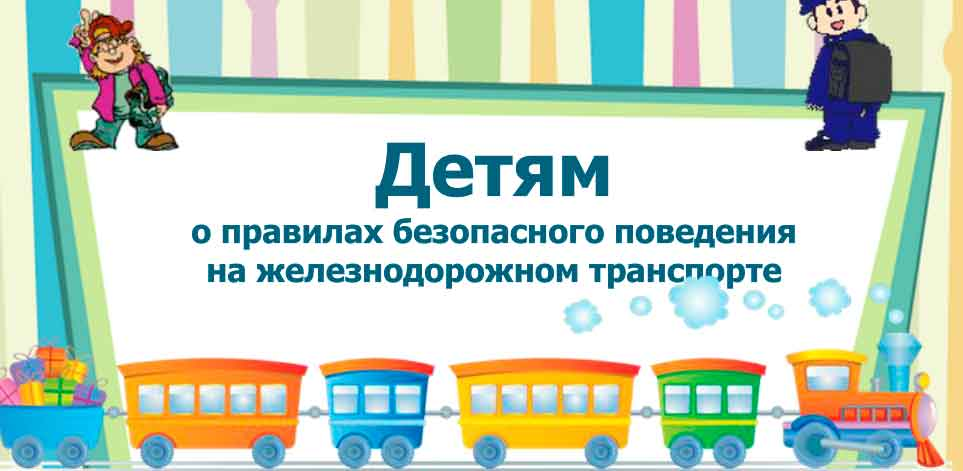 Детям
о правилах безопасного поведения
на железнодорожном транспорте